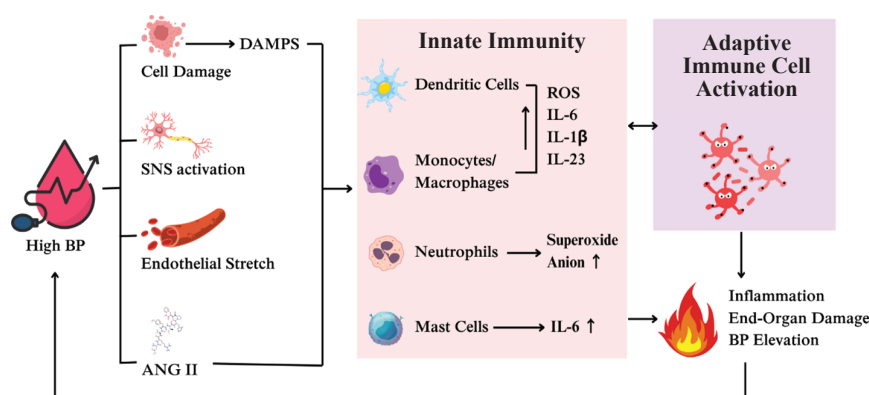 High BP
Cell Damage
DAMPS
SNS activation
Endothelial Stretch
ANG II
Innate Immunity
Dendritic Cells
Monocytes/
Macrophages
ROS
IL-6
IL-1β
IL-23
Neutrophils
Superoxide
Anion ↑
Mast Cells
IL-6 ↑
Adaptive
Immune Cell
Activation
Inflammation
End-Organ Damage
BP Elevation